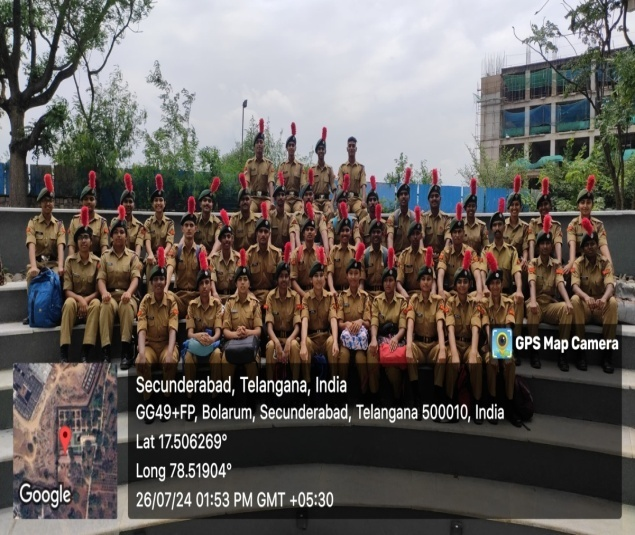 GPS Map Camera
Secunderabad, Telangana, India
GG49+FP, Bolarum, Secunderabad, Telangana 500010, India
Lat 17.506269°
Long 78.51904°
26/07/24 01:53 PM GMT +05:30
Google